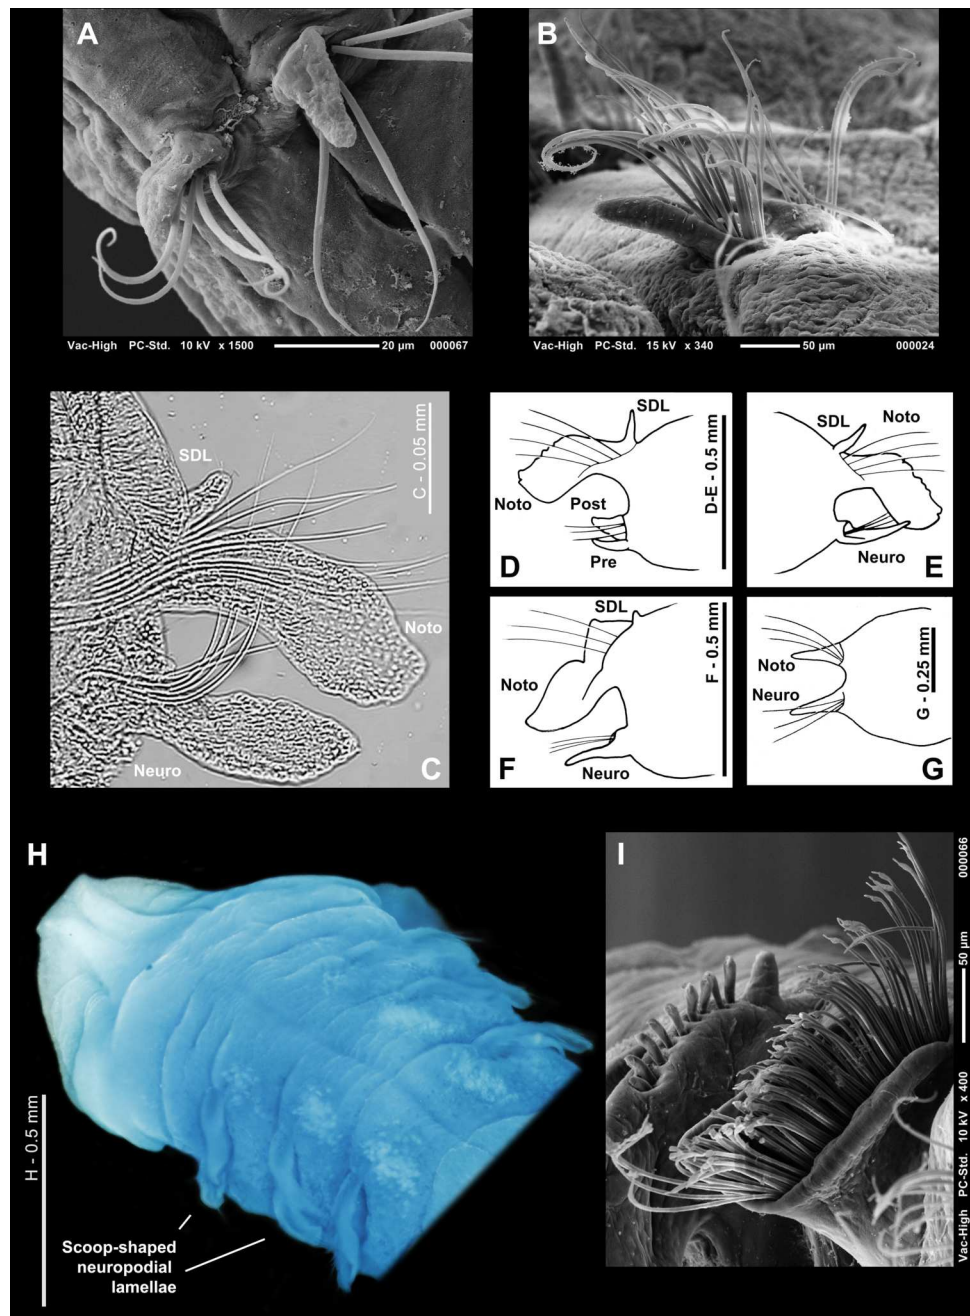 A
Vac-High PC-Std. 10 kV x 1500 20 µm 000067
B
Vac-High PC-Std. 15 kV x 340 50 µm 000024
SDL
C - 0.05 mm
Noto
Neuro
C
SDL
Noto
Post
Pre
D
D-E - 0.5 mm
SDL
Noto
Neuro
E
SDL
Noto
Neuro
F
F - 0.5 mm
Noto
Neuro
G - 0.25 mm
G
H
H - 0.5 mm
Scoop-shaped
neuropodial
lamellae
I
Vac-High PC-Std. 10 kV x 400 50 µm 000066